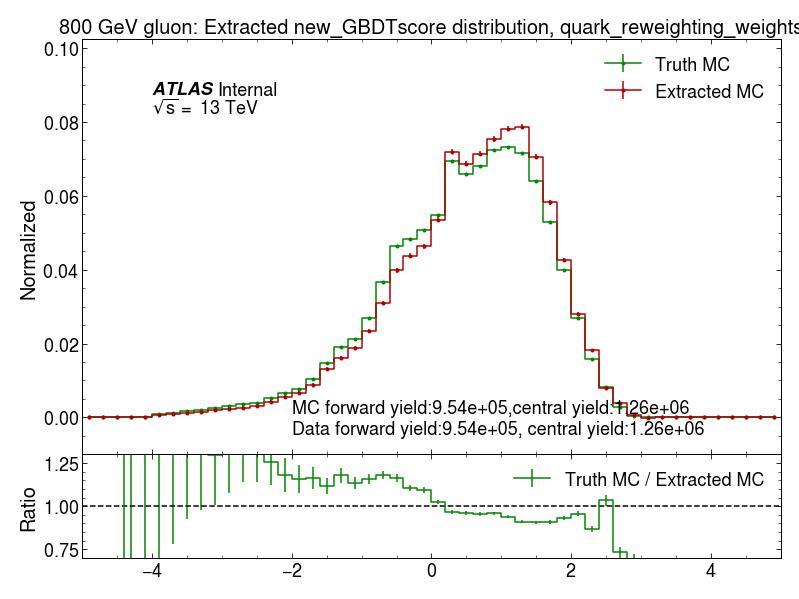 800 GeV gluon: Extracted new_GBDTscore distribution, quark_reweighting_weights
0.10
Truth MC
Extracted MC
ATLAS Internal
√s = 13 TeV
0.08
0.06
Normalized
0.04
0.02
0.00
MC forward yield:9.54e+05,central yield:1.26e+06
Data forward yield:9.54e+05, central yield:1.26e+06
1.25
Truth MC / Extracted MC
Ratio
1.00
0.75
−4 −2 0 2 4